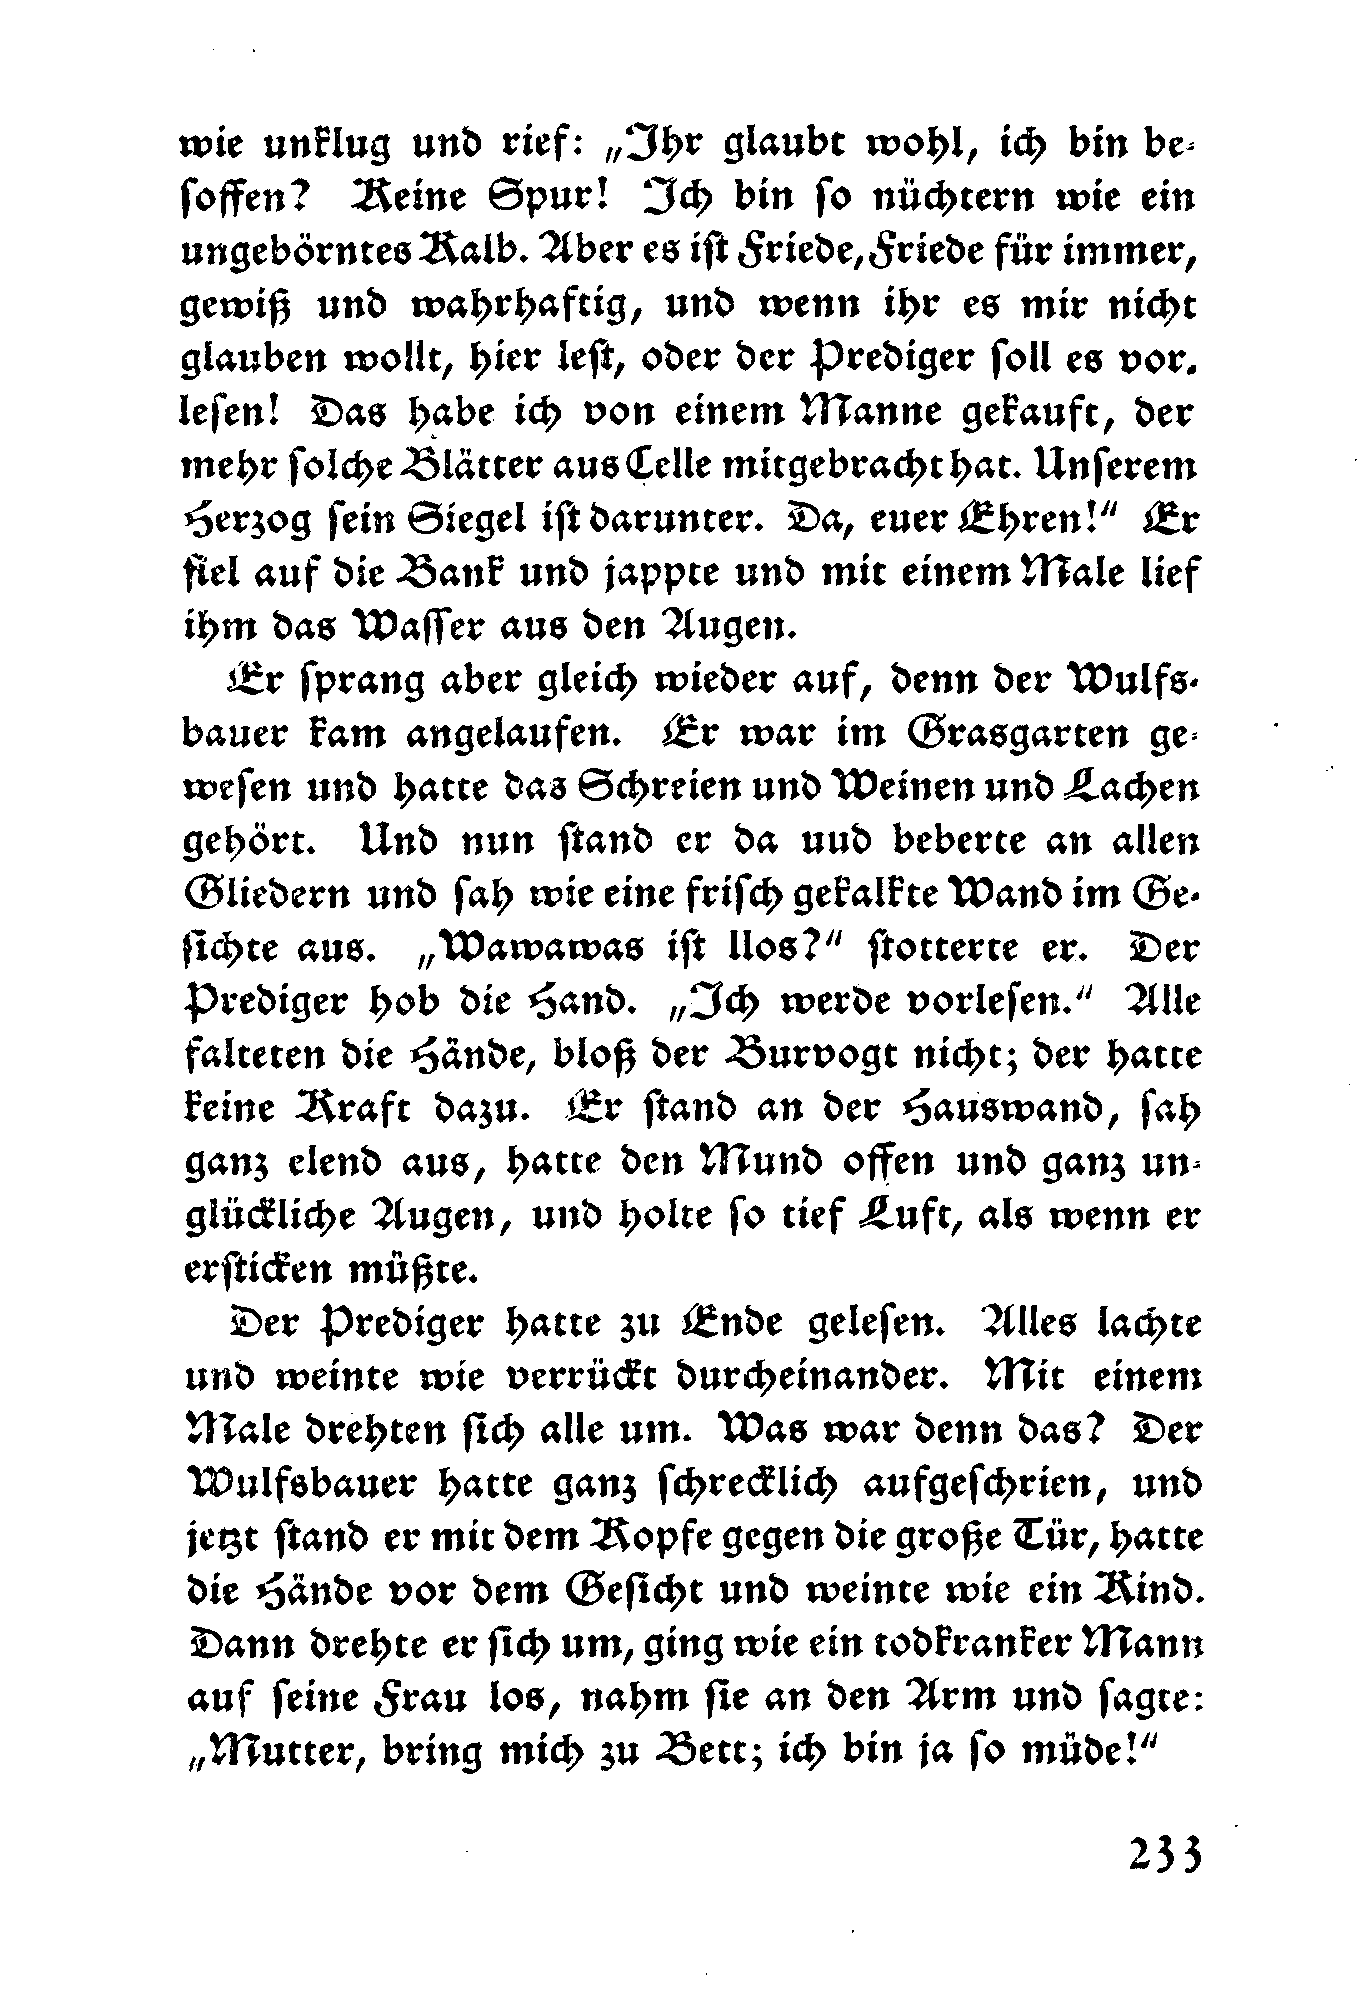 wie unklug und rief: „Ihr glaubt wohl, ich bin be-
soffen? Keine Spur! Ich bin so nüchtern wie ein
ungebörntes Kalb. Aber es ist Friede, Friede für immer,
gewiß und wahrhaftig, und wenn ihr es mir nicht
glauben wollt, hier lest, oder der Prediger soll es vor-
lesen! Das habe ich von einem Manne gekauft, der
mehr solche Blätter aus Celle mitgebracht hat. Unserem
Herzog sein Siegel ist darunter. Da, euer Ehren!“ Er
fiel auf die Bank und jappte und mit einem Male lief
ihm das Wasser aus den Augen.
Er sprang aber gleich wieder auf, denn der Wulfs-
bauer kam angelaufen. Er war im Grasgarten ge-
wesen und hatte das Schreien und Weinen und Lachen
gehört. Und nun stand er da uud beberte an allen
Gliedern und sah wie eine frisch gekalkte Wand im Ge-
sichte aus. „Wawawas ist llos?“ stotterte er. Der
Prediger hob die Hand. „Ich werde vorlesen.“ Alle
falteten die Hände, bloß der Burvogt nicht; der hatte
keine Kraft dazu. Er stand an der Hauswand, sah
ganz elend aus, hatte den Mund offen und ganz un-
glückliche Augen, und holte so tief Luft, als wenn er
ersticken müßte.
Der Prediger hatte zu Ende gelesen. Alles lachte
und weinte wie verrückt durcheinander. Mit einem
Male drehten sich alle um. Was war denn das? Der
Wulfsbauer hatte ganz schrecklich aufgeschrien, und
jetzt stand er mit dem Kopfe gegen die große Tür, hatte
die Hände vor dem Gesicht und weinte wie ein Kind.
Dann drehte er sich um, ging wie ein todkranker Mann
auf seine Frau los, nahm sie an den Arm und sagte:
„Mutter, bring mich zu Bett; ich bin ja so müde!“
233